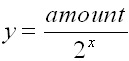 y = amount / 2^x